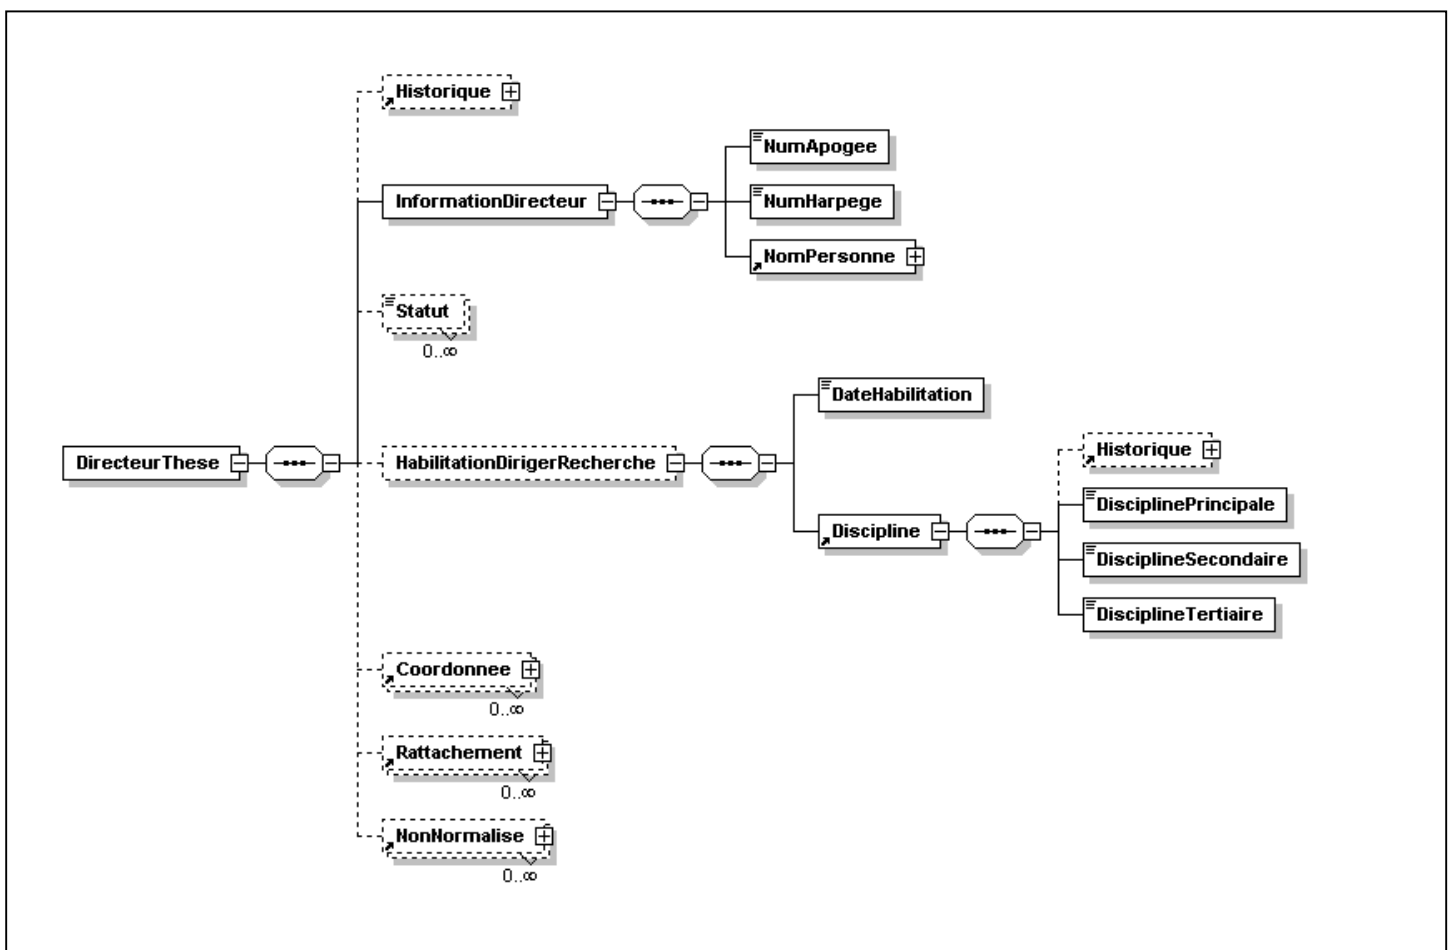 Historique
NumApogee
InformationDirecteur
NumHarpege
NomPersonne
Statut
0..∞
DateHabilitation
Historique
DirecteurThese
HabilitationDirigerRecherche
DisciplinePrincipale
Discipline
DisciplineSecondaire
DisciplineTertiaire
Coordonnee
0..∞
Rattachement
0..∞
NonNormalise
0..∞